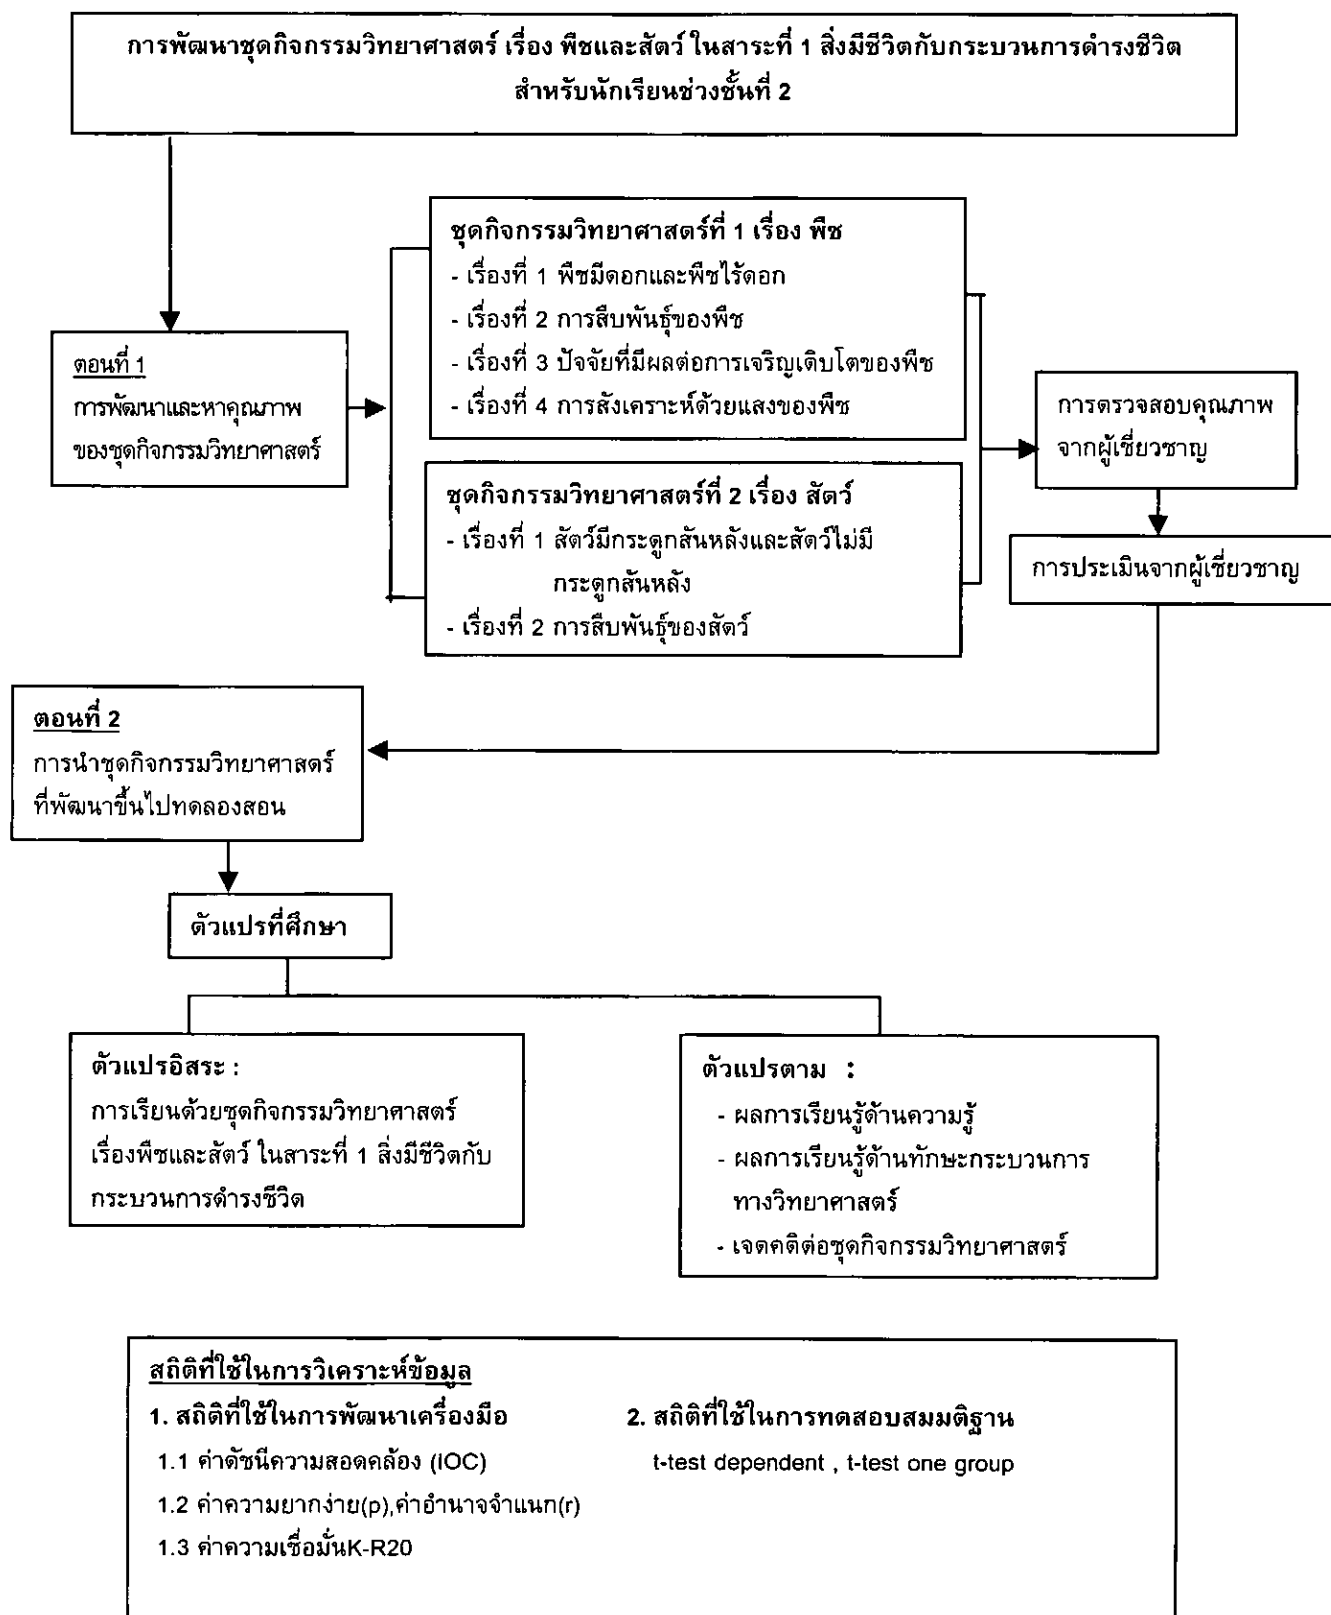 การพัฒนาชุดกิจกรรมวิทยาศาสตร์ เรื่อง พืชและสัตว์ ในสาระที่ 1 สิ่งมีชีวิตกับกระบวนการดำรงชีวิต
สำหรับนักเรียนช่วงชั้นที่ 2
ตอนที่ 1
การพัฒนาและหาคุณภาพ
ของชุดกิจกรรมวิทยาศาสตร์
ชุดกิจกรรมวิทยาศาสตร์ที่ 1 เรื่อง พืช
- เรื่องที่ 1 พืชมีดอกและพืชไร้ดอก
- เรื่องที่ 2 การสืบพันธุ์ของพืช
- เรื่องที่ 3 ปัจจัยที่มีผลต่อการเจริญเติบโตของพืช
- เรื่องที่ 4 การสังเคราะห์ด้วยแสงของพืช
ชุดกิจกรรมวิทยาศาสตร์ที่ 2 เรื่อง สัตว์
- เรื่องที่ 1 สัตว์มีกระดูกสันหลังและสัตว์ไม่มี
กระดูกสันหลัง
- เรื่องที่ 2 การสืบพันธุ์ของสัตว์
การตรวจสอบคุณภาพ
จากผู้เชี่ยวชาญ
การประเมินจากผู้เชี่ยวชาญ
ตอนที่ 2
การนำชุดกิจกรรมวิทยาศาสตร์
ที่พัฒนาขึ้นไปทดลองสอน
ตัวแปรที่ศึกษา
ตัวแปรอิสระ :
การเรียนด้วยชุดกิจกรรมวิทยาศาสตร์
เรื่องพืชและสัตว์ ในสาระที่ 1 สิ่งมีชีวิตกับ
กระบวนการดำรงชีวิต
ตัวแปรตาม :
- ผลการเรียนรู้ด้านความรู้
- ผลการเรียนรู้ด้านทักษะกระบวนการ
ทางวิทยาศาสตร์
- เจตคติต่อชุดกิจกรรมวิทยาศาสตร์
สถิติที่ใช้ในการวิเคราะห์ข้อมูล
1. สถิติที่ใช้ในการพัฒนาเครื่องมือ
1.1 ค่าดัชนีความสอดคล้อง (IOC)
1.2 ค่าความยากง่าย(p),ค่าอำนาจจำแนก(r)
1.3 ค่าความเชื่อมั่นK-R20
2. สถิติที่ใช้ในการทดสอบสมมติฐาน
t-test dependent , t-test one group